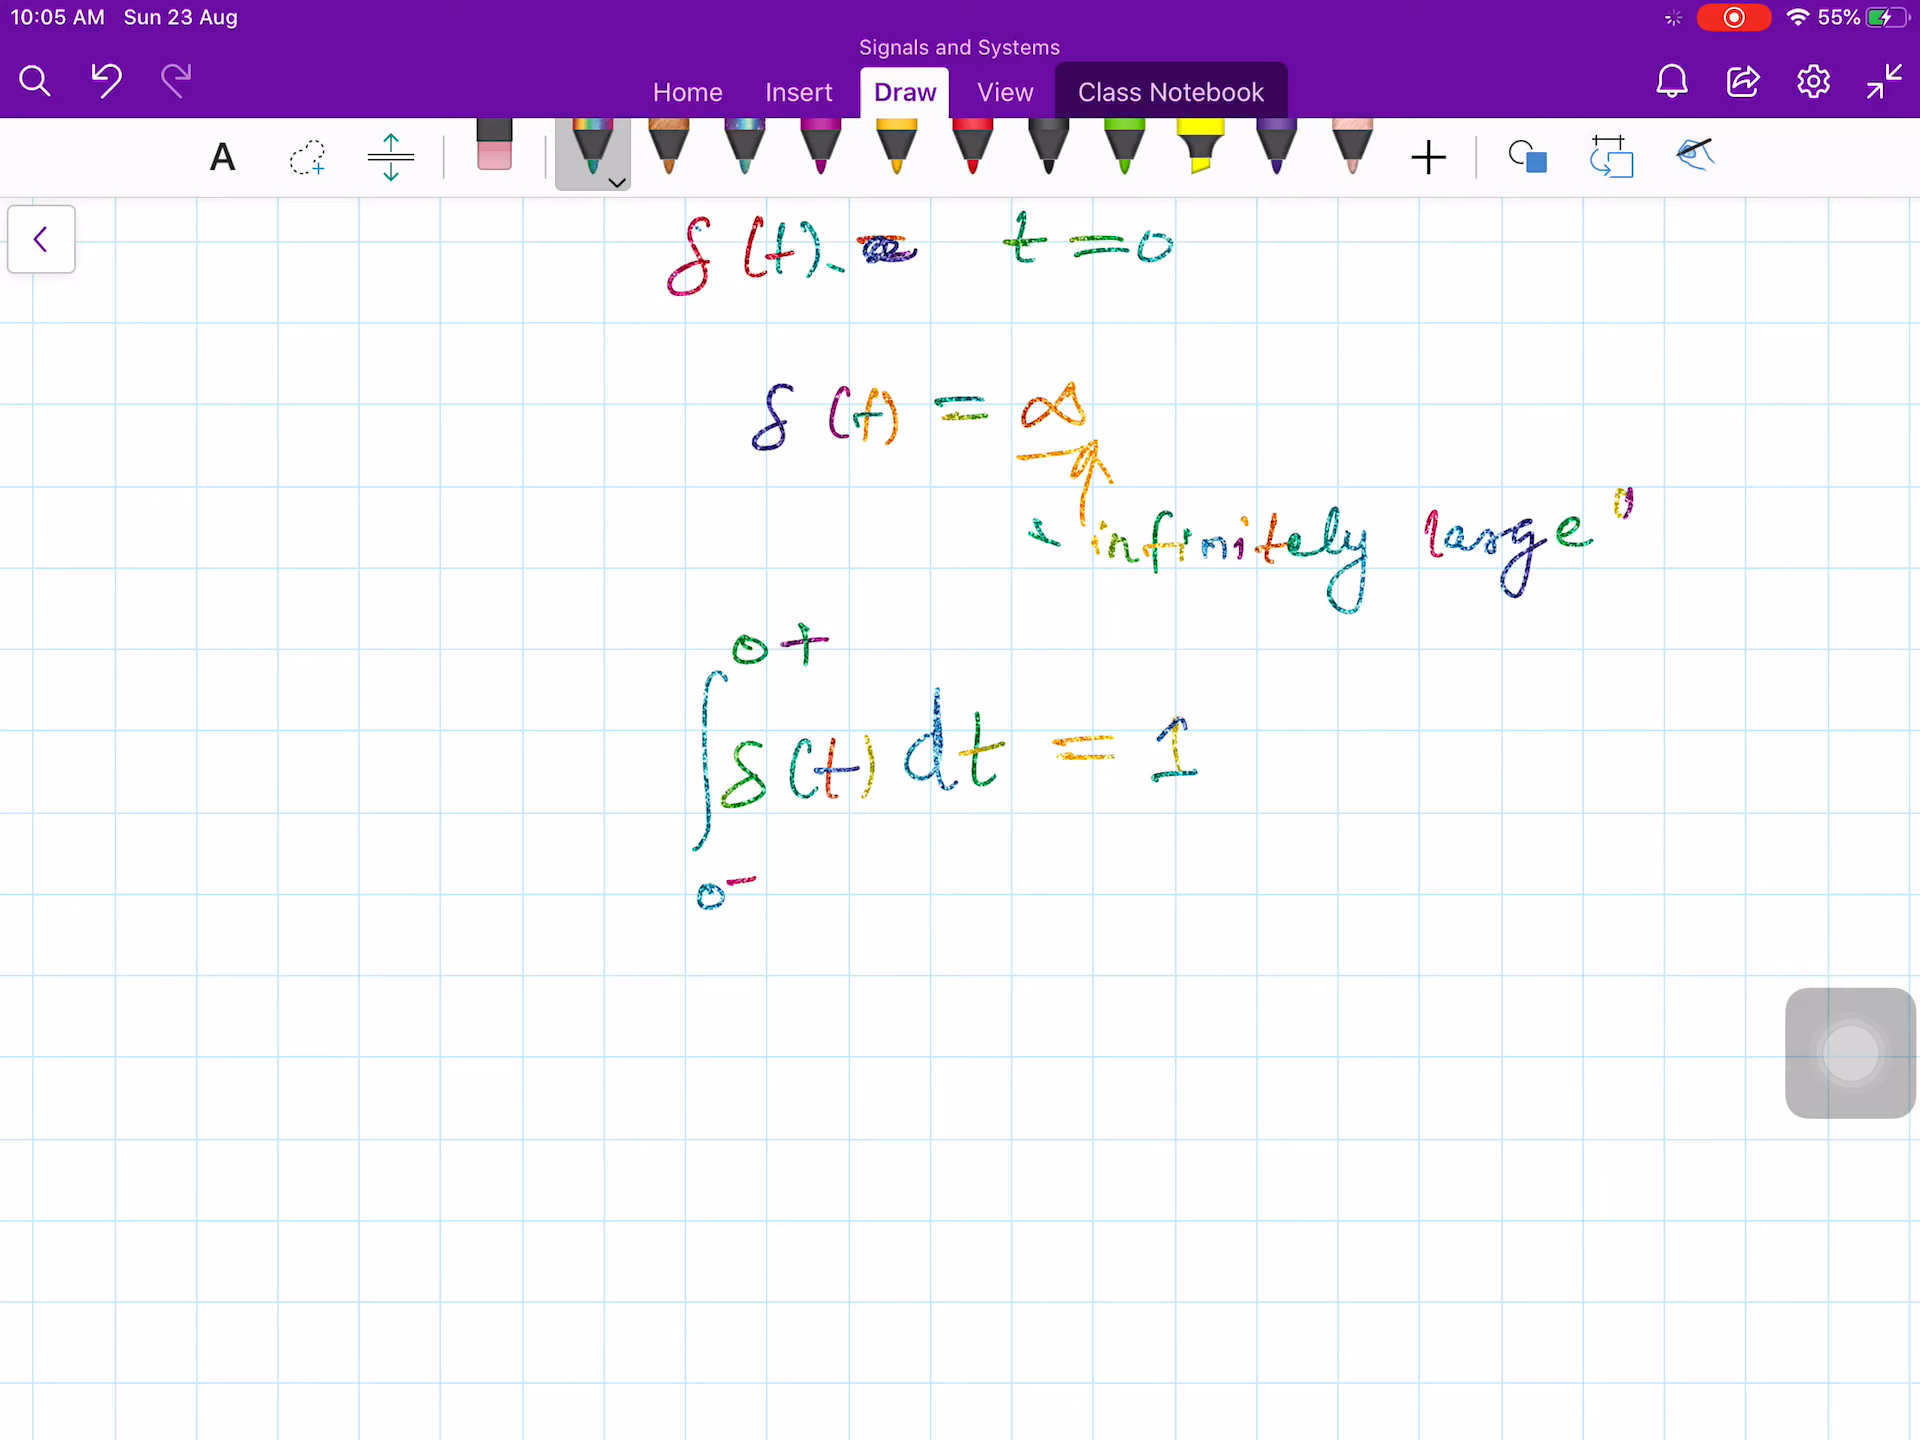 10:05 AM Sun 23 Aug 55%
Signals and Systems
Home Insert Draw View Class Notebook
A
δ(t) t=0
δ(t) = ∞
"infinitely large"
0+
∫δ(t)dt = 1
0-